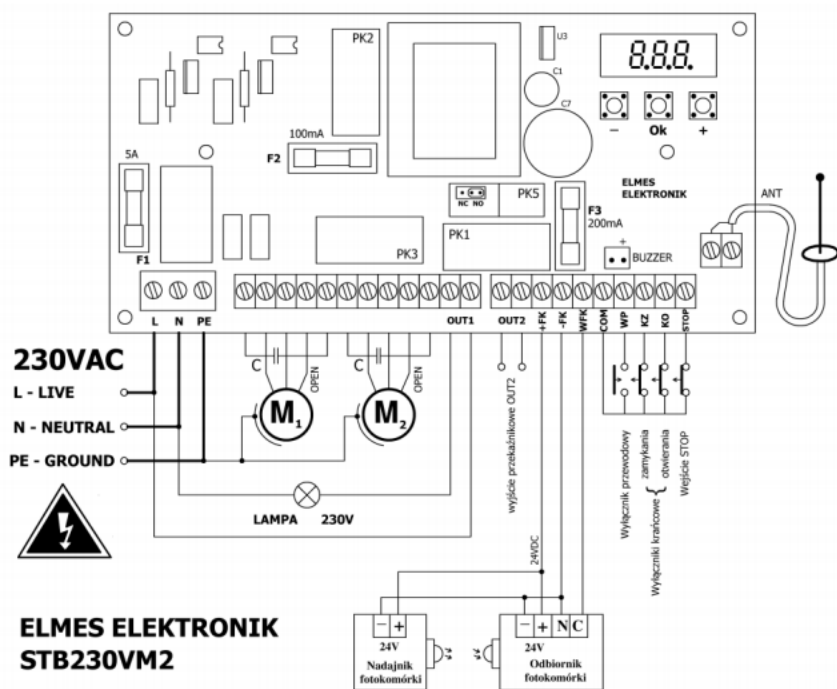 PK2
U3
C1
C7
8.8.8.
− Ok +
100mA
F2
5A
F1
NC NO
PK5
F3
200mA
ELMES
ELEKTRONIK
ANT
PK3
PK1
+
BUZZER
L N PE
OUT1
OUT2
+FK
-FK
WFK
COM
WP
KZ
KO
STOP
230VAC
L - LIVE
N - NEUTRAL
PE - GROUND
C
OPEN
M1
C
OPEN
M2
LAMPA 230V
wyjście przekaźnikowe OUT2
24VDC
Wyłącznik przewodowy
zamykania
otwierania
Wyłączniki krańcowe {
Wejście STOP
ELMES ELEKTRONIK
STB230VM2
− +
24V
Nadajnik
fotokomórki
− + N C
24V
Odbiornik
fotokomórki